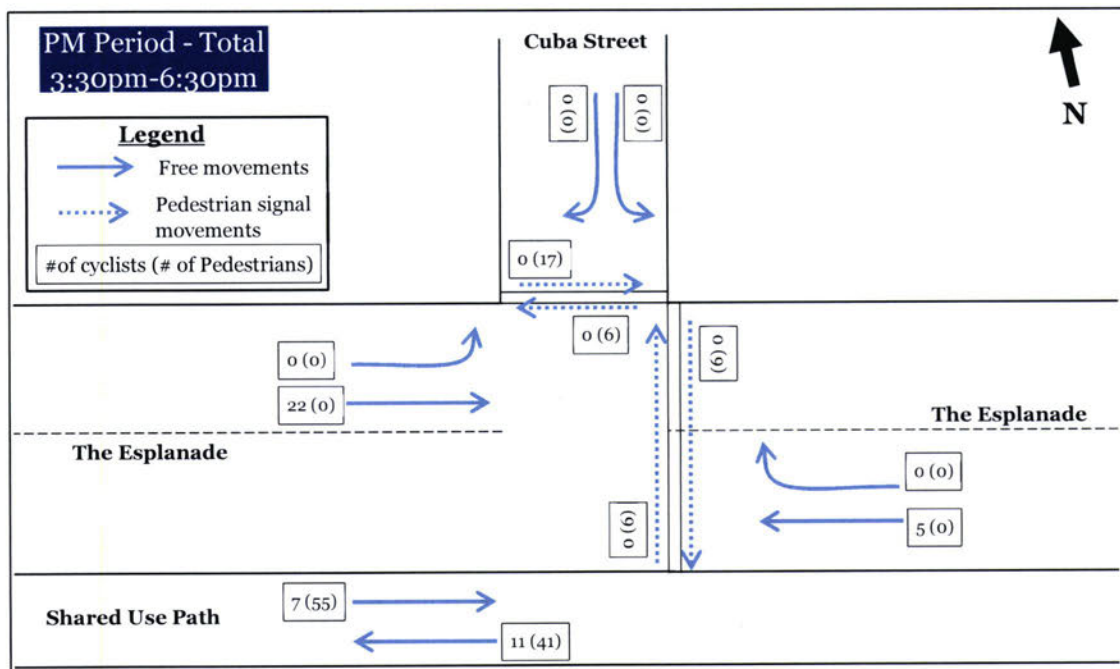 PM Period - Total
3:30pm-6:30pm
Cuba Street
N
Legend
Free movements
Pedestrian signal
movements
#of cyclists (# of Pedestrians)
0 (0)
0 (0)
0 (17)
0 (6)
0 (0)
22 (0)
0 (9)
The Esplanade
The Esplanade
0 (0)
5 (0)
0 (6)
7 (55)
Shared Use Path
11 (41)